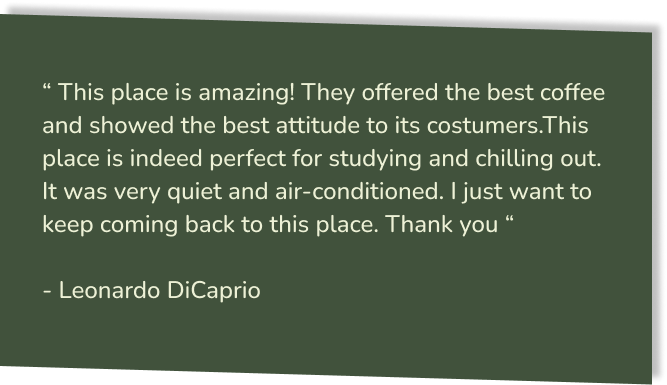 “ This place is amazing! They offered the best coffee
and showed the best attitude to its costumers.This
place is indeed perfect for studying and chilling out.
It was very quiet and air-conditioned. I just want to
keep coming back to this place. Thank you “
- Leonardo DiCaprio